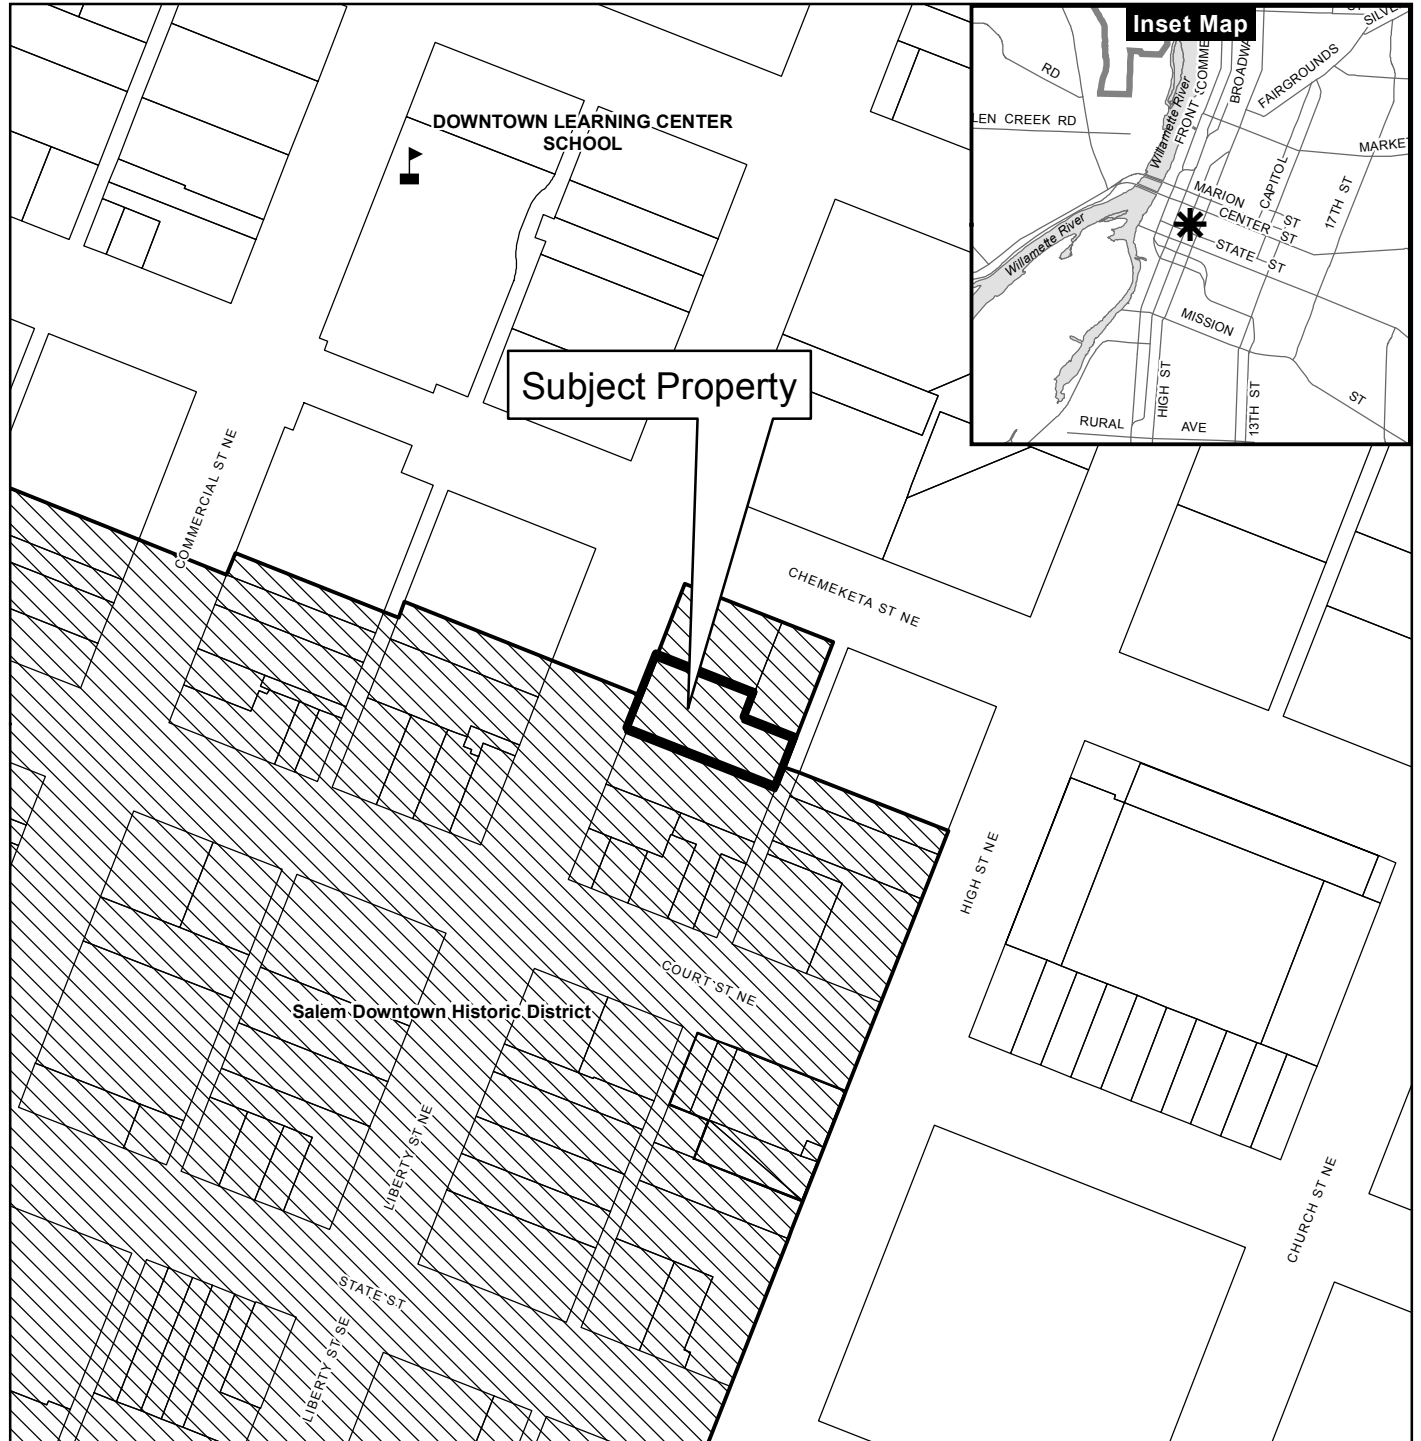 DOWNTOWN LEARNING CENTER
SCHOOL
Subject Property
COMMERCIAL ST NE
CHEMEKETA ST NE
HIGH ST NE
COURT ST NE
Salem Downtown Historic District
LIBERTY ST NE
STATE ST
LIBERTY ST SE
CHURCH ST NE
Inset Map
RD
LEN CREEK RD
Willamette River
FRONT
COMME
BROADWA
FAIRGROUNDS
SILVE
MARKET
CAPITOL
17TH ST
MARION ST
CENTER ST
STATE ST
Willamette River
MISSION
ST
HIGH ST
13TH ST
RURAL AVE